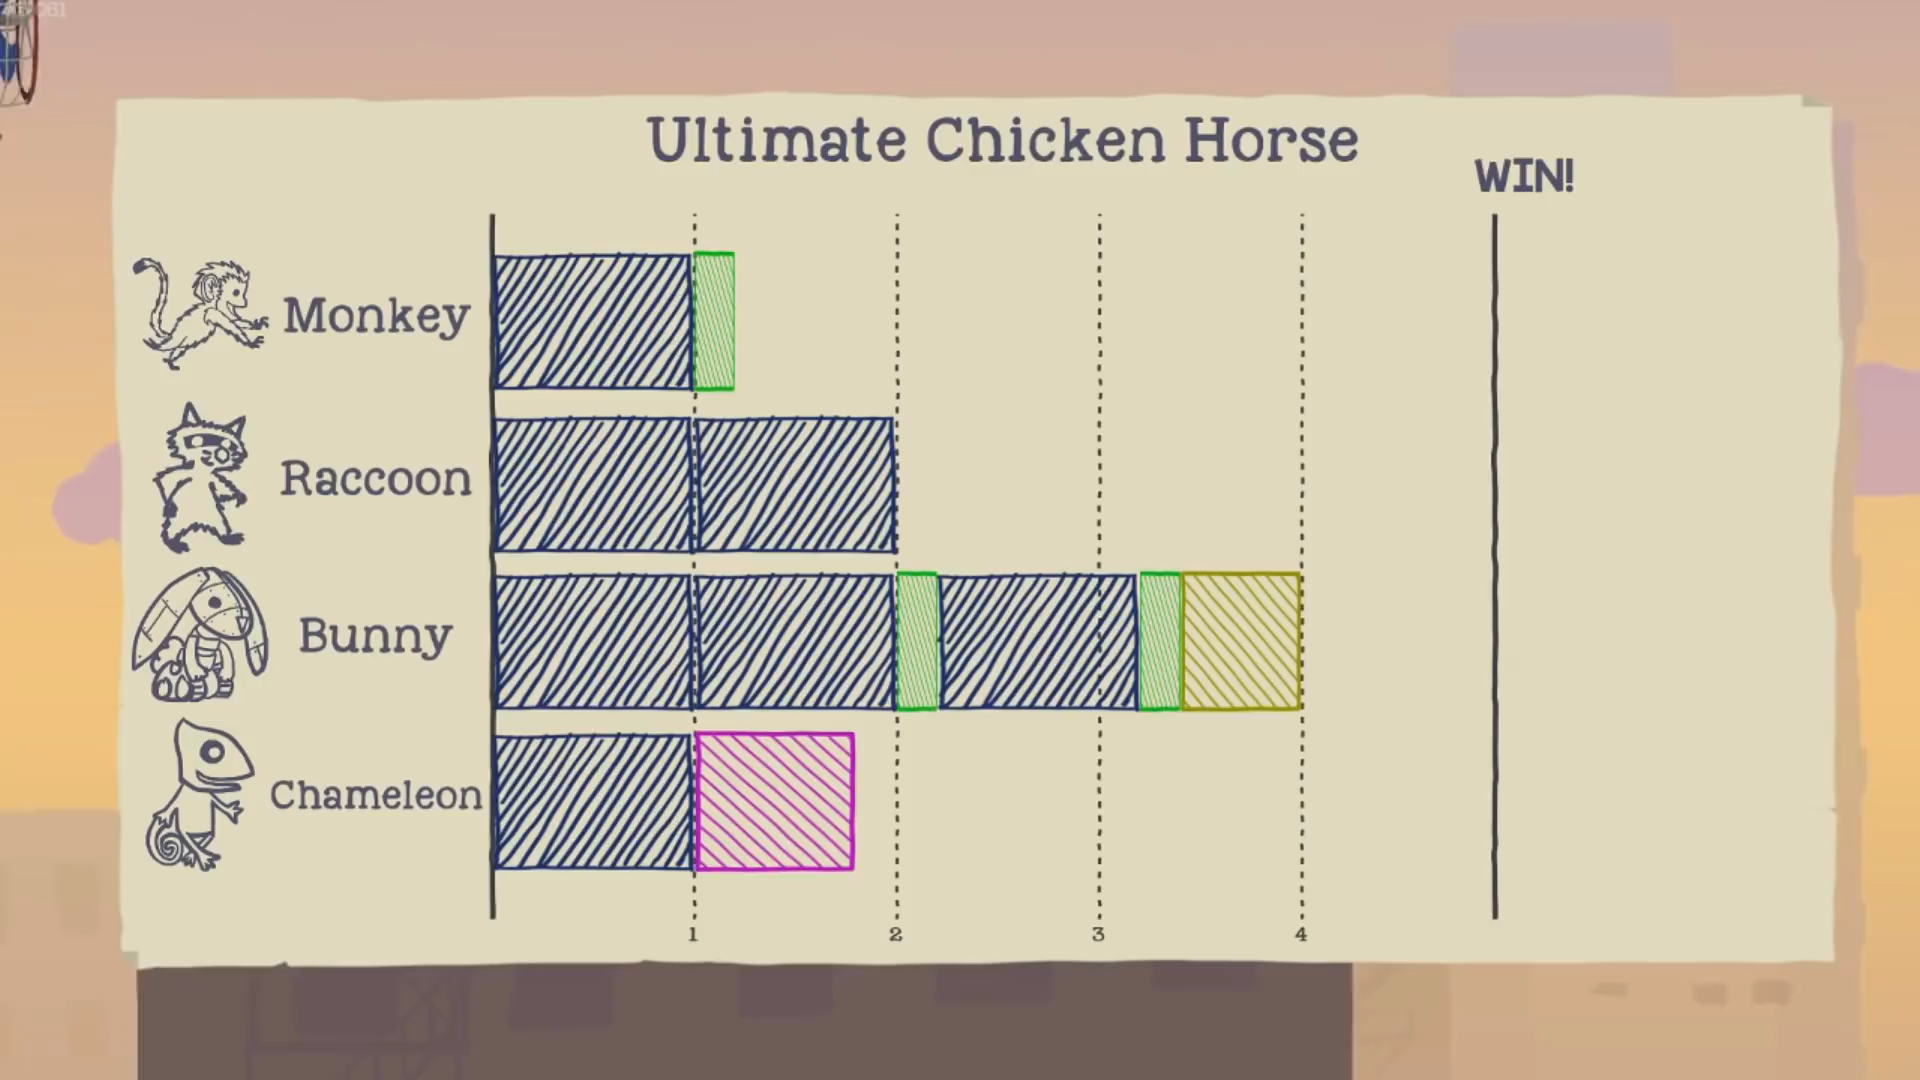 Ultimate Chicken Horse
WIN!
Monkey
Raccoon
Bunny
Chameleon
1 2 3 4